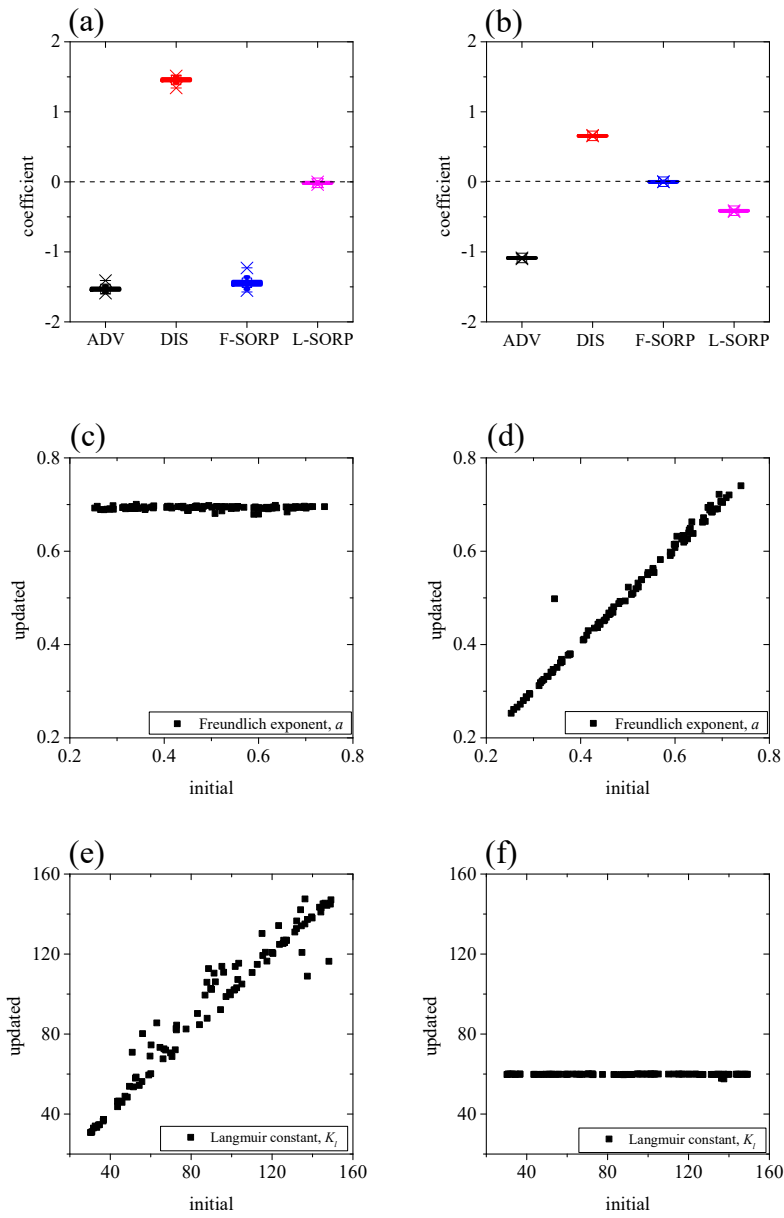 (a)
2
1
0
-1
-2
coefficient
ADV DIS F-SORP L-SORP
(b)
2
1
0
-1
-2
coefficient
ADV DIS F-SORP L-SORP
(c)
0.8
0.6
0.4
0.2
updated
Freundlich exponent, a
0.2 0.4 0.6 0.8
initial
(d)
0.8
0.6
0.4
0.2
updated
Freundlich exponent, a
0.2 0.4 0.6 0.8
initial
(e)
160
120
80
40
updated
Langmuir constant, Kl
40 80 120 160
initial
(f)
160
120
80
40
updated
Langmuir constant, Kl
40 80 120 160
initial